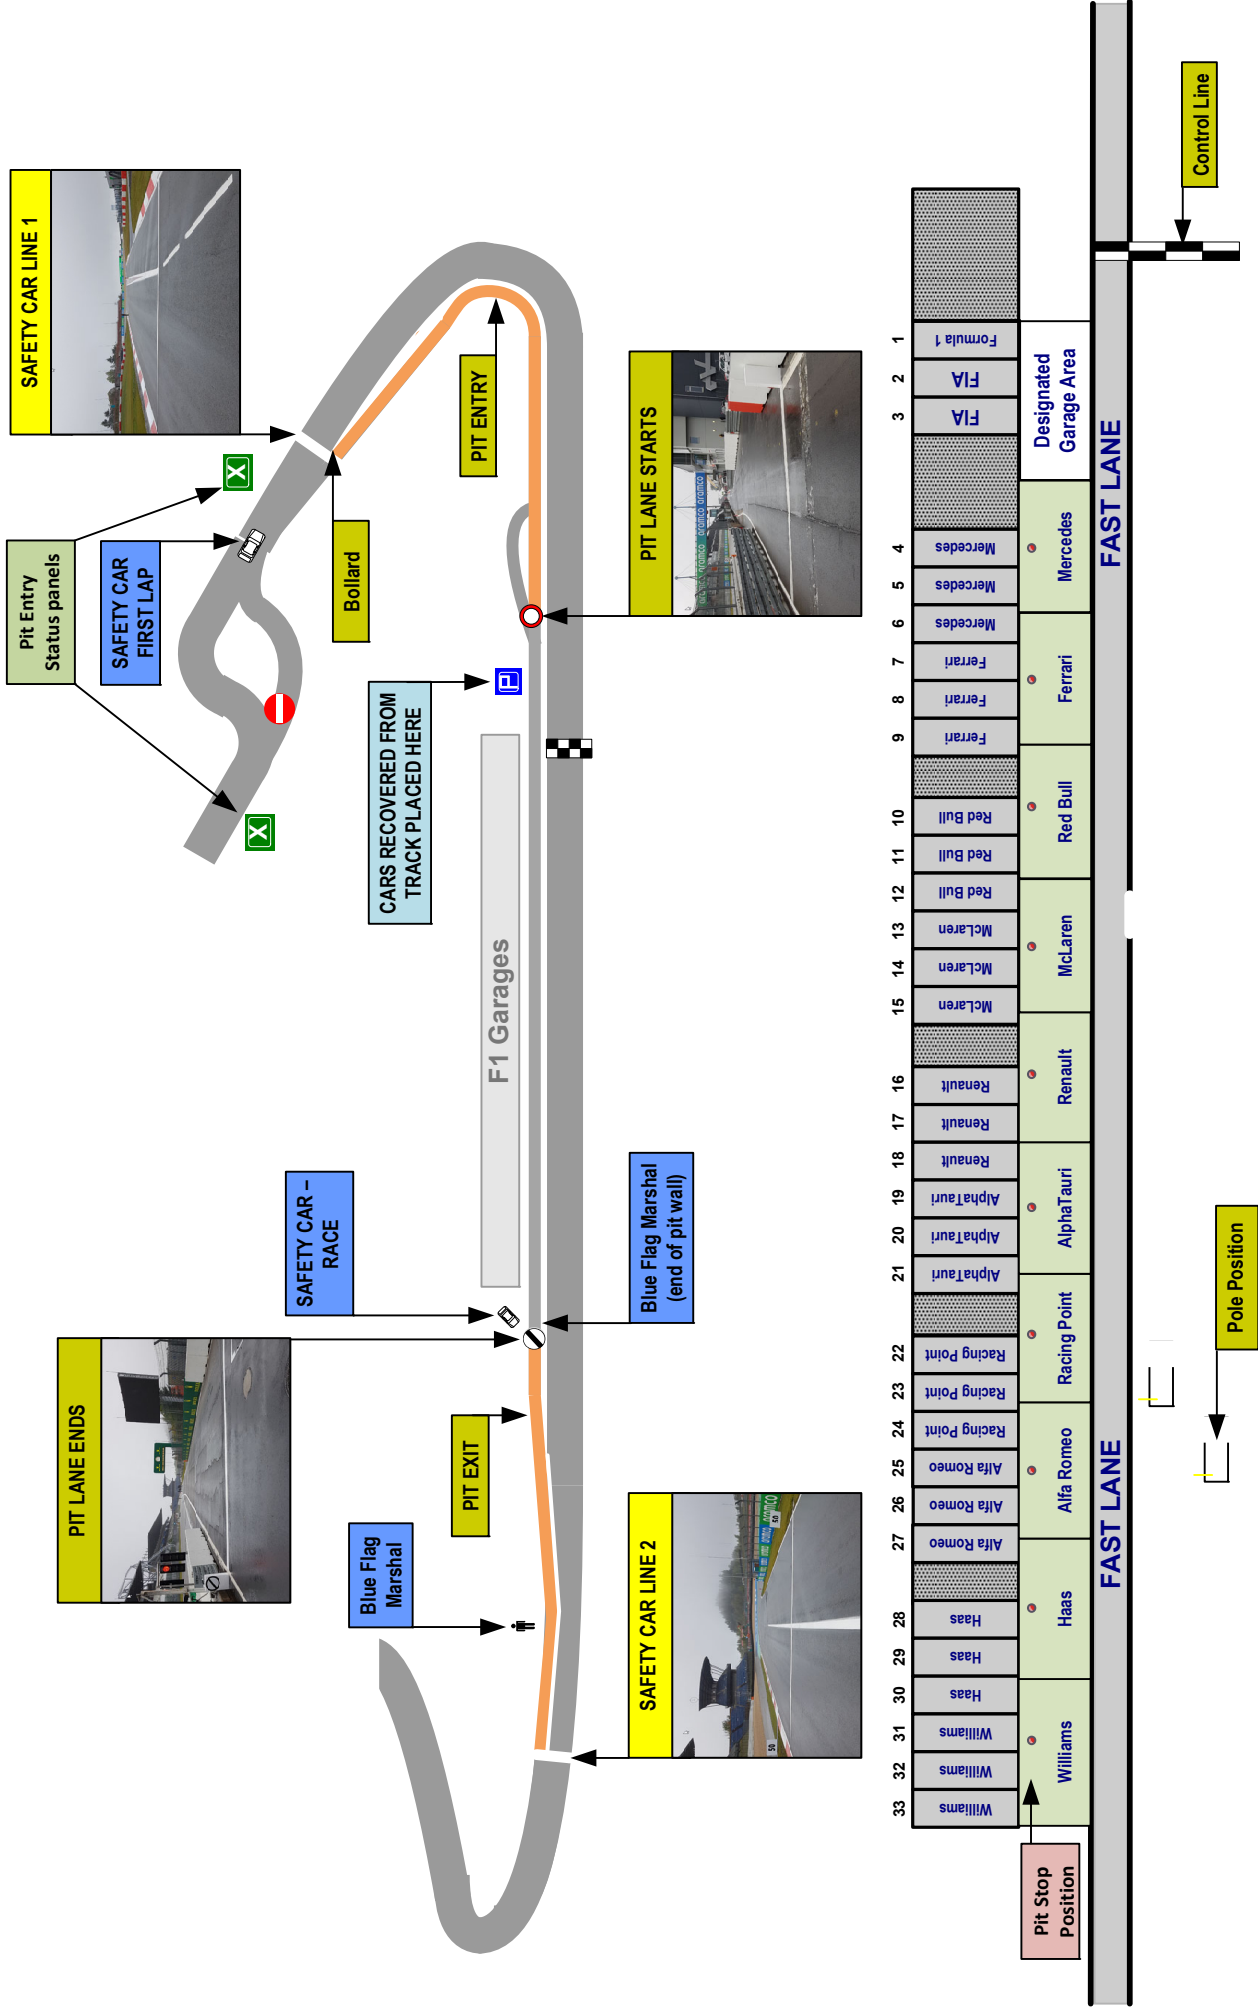 SAFETY CAR LINE 1
Pit Entry
Status panels
X
X
SAFETY CAR
FIRST LAP
Bollard
PIT ENTRY
PIT LANE STARTS
aramco aramco
CARS RECOVERED FROM
TRACK PLACED HERE
P
F1 Garages
SAFETY CAR –
RACE
Blue Flag Marshal
(end of pit wall)
PIT LANE ENDS
PIT EXIT
Blue Flag
Marshal
SAFETY CAR LINE 2
50
50
aramco
Control Line
1
Formula 1
2
FIA
3
FIA
4
Mercedes
5
Mercedes
6
Mercedes
7
Ferrari
8
Ferrari
9
Ferrari
10
Red Bull
11
Red Bull
12
Red Bull
13
McLaren
14
McLaren
15
McLaren
16
Renault
17
Renault
18
Renault
19
AlphaTauri
20
AlphaTauri
21
AlphaTauri
22
Racing Point
23
Racing Point
24
Racing Point
25
Alfa Romeo
26
Alfa Romeo
27
Alfa Romeo
28
Haas
29
Haas
30
Haas
31
Williams
32
Williams
33
Williams
Designated
Garage Area
Mercedes
Ferrari
Red Bull
McLaren
Renault
AlphaTauri
Racing Point
Alfa Romeo
Haas
Williams
FAST LANE
FAST LANE
Pole Position
Pit Stop
Position